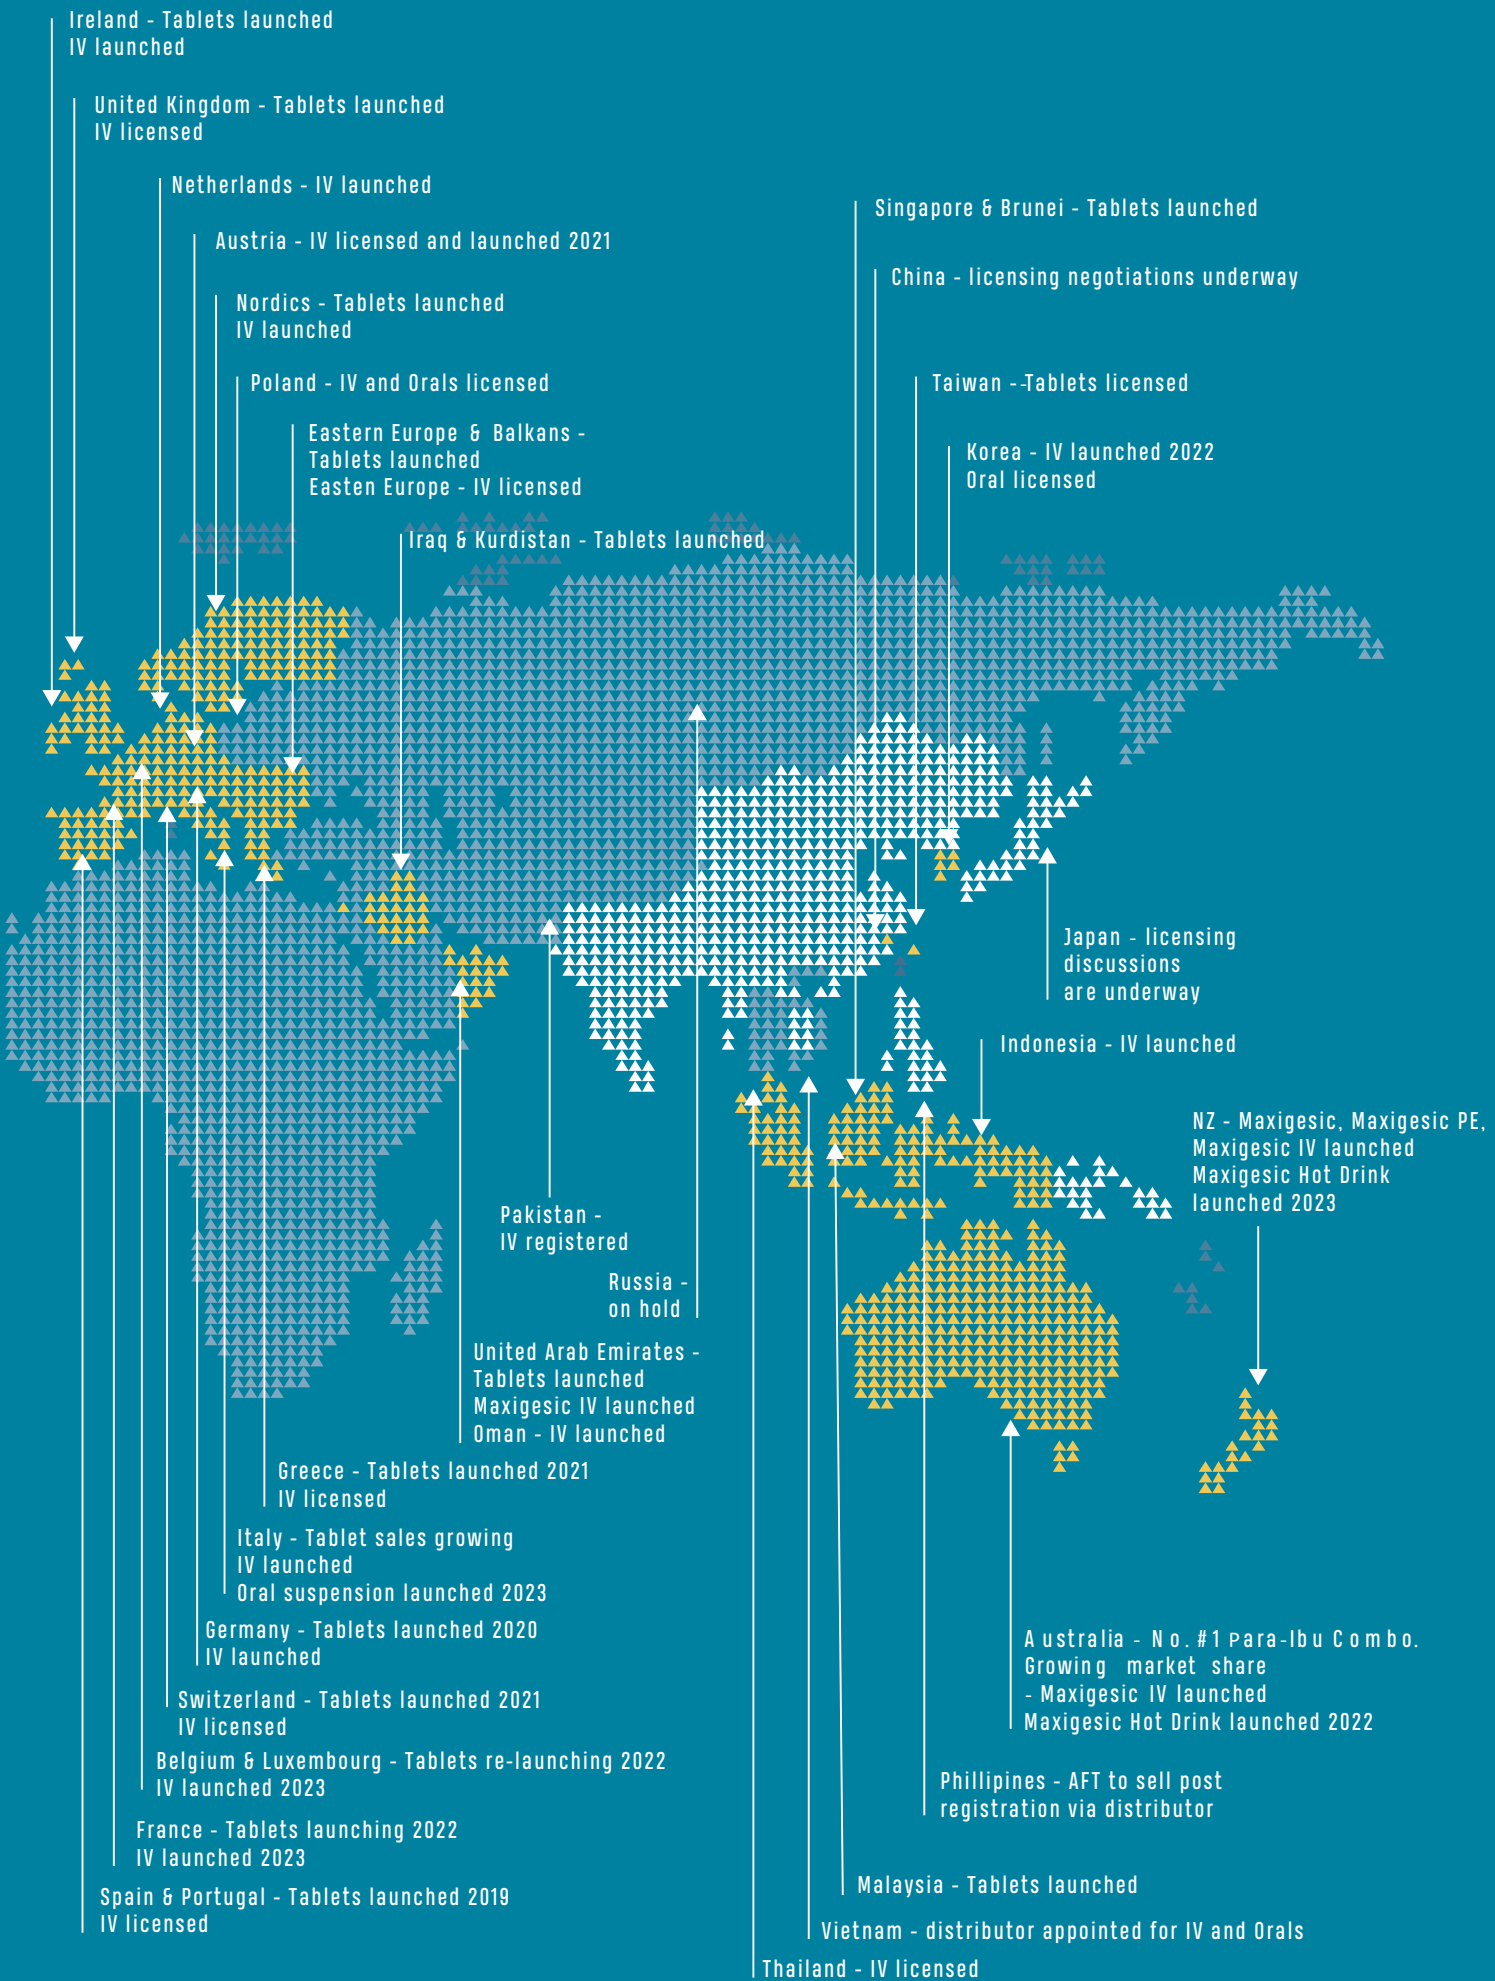 Ireland - Tablets launched
IV launched
United Kingdom - Tablets launched
IV licensed
Netherlands - IV launched
Austria - IV licensed and launched 2021
Nordics - Tablets launched
IV launched
Poland - IV and Orals licensed
Eastern Europe & Balkans -
Tablets launched
Easten Europe - IV licensed
Iraq & Kurdistan - Tablets launched
Singapore & Brunei - Tablets launched
China - licensing negotiations underway
Taiwan --Tablets licensed
Korea - IV launched 2022
Oral licensed
Japan - licensing
discussions
are underway
Indonesia - IV launched
NZ - Maxigesic, Maxigesic PE,
Maxigesic IV launched
Maxigesic Hot Drink
launched 2023
Pakistan -
IV registered
Russia -
on hold
United Arab Emirates -
Tablets launched
Maxigesic IV launched
Oman - IV launched
Greece - Tablets launched 2021
IV licensed
Italy - Tablet sales growing
IV launched
Oral suspension launched 2023
Germany - Tablets launched 2020
IV launched
Switzerland - Tablets launched 2021
IV licensed
Belgium & Luxembourg - Tablets re-launching 2022
IV launched 2023
France - Tablets launching 2022
IV launched 2023
Spain & Portugal - Tablets launched 2019
IV licensed
Australia - No. #1 Para-Ibu Combo.
Growing market share
- Maxigesic IV launched
Maxigesic Hot Drink launched 2022
Phillipines - AFT to sell post
registration via distributor
Malaysia - Tablets launched
Vietnam - distributor appointed for IV and Orals
Thailand - IV licensed